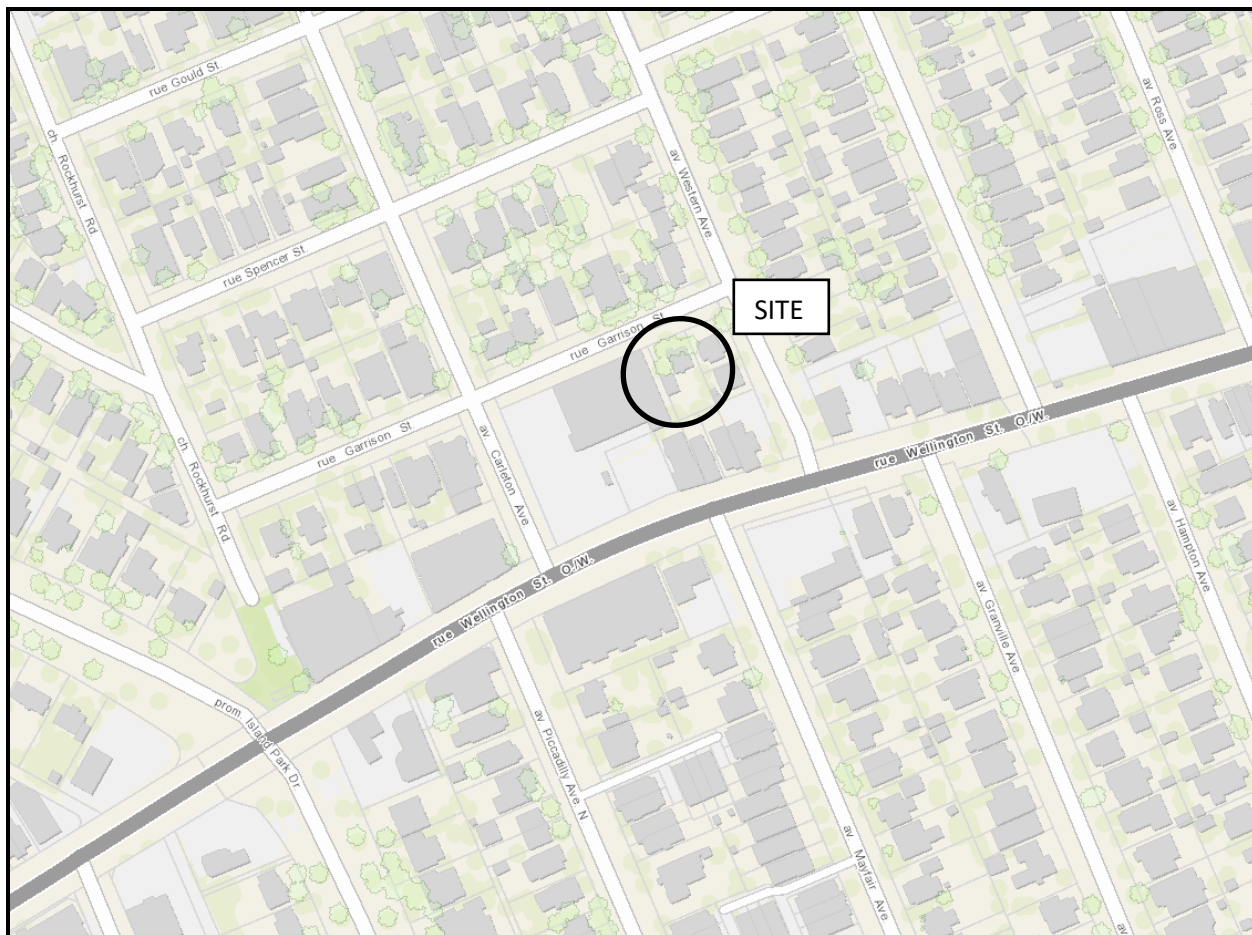 rue Gould St.
av. Ross Ave
ch. Rockhurst Rd
av Western Ave.
rue Spencer St.
SITE
rue Garrison St
rue Garrison St
av. Carleton Ave.
rue Wellington St. O./W.
ch. Rockhurst Rd.
av. Hampton Ave
rue Wellington St. O./W.
av. Granville Ave
prom. Island Park Dr.
av. Piccadilly Ave. N
av. Mayfair Ave
av